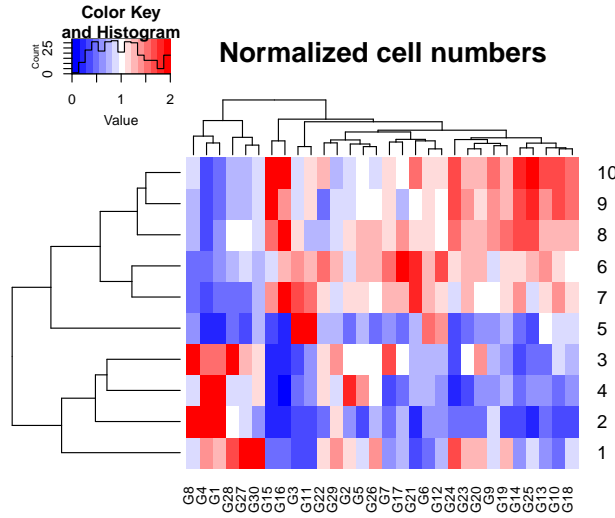 Color Key
and Histogram
Normalized cell numbers
Count
0 25
0 1 2
Value
10
9
8
6
7
5
3
4
2
1
G8 G4 G1 G28 G27 G30 G15 G16 G3 G11 G22 G29 G2 G5 G26 G7 G17 G21 G6 G12 G24 G23 G20 G9 G19 G14 G25 G13 G10 G18